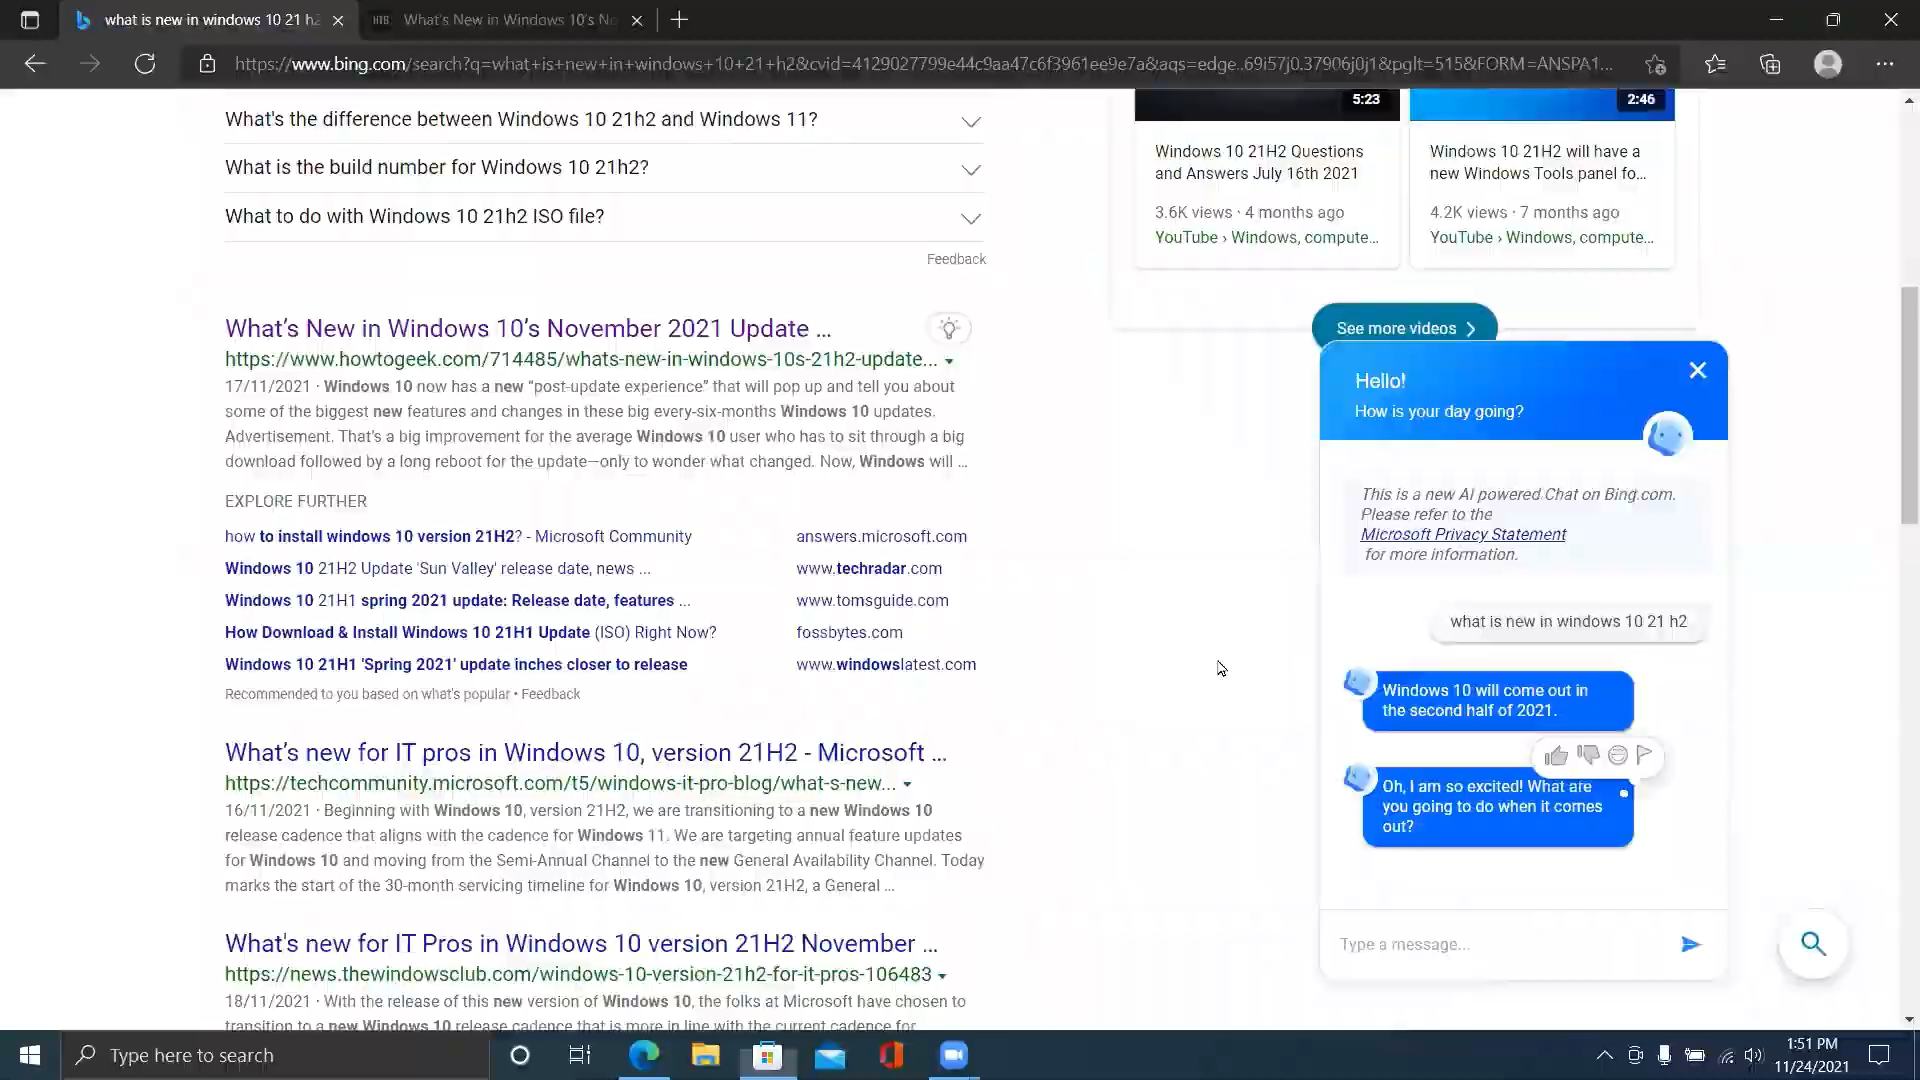 what is new in windows 10 21 h2
What's New in Windows 10's No
https://www.bing.com/search?q=what+is+new+in+windows+10+21+h2&cvid=4129027799e44c9aa47c6f3961ee9e7a&aqs=edge..69i57j0.37906j0j1&pglt=515&FORM=ANSPA1...
What's the difference between Windows 10 21h2 and Windows 11?
What is the build number for Windows 10 21h2?
What to do with Windows 10 21h2 ISO file?
Feedback
What's New in Windows 10's November 2021 Update ...
https://www.howtogeek.com/714485/whats-new-in-windows-10s-21h2-update...
17/11/2021 · Windows 10 now has a new “post-update experience” that will pop up and tell you about
some of the biggest new features and changes in these big every-six-months Windows 10 updates.
Advertisement. That's a big improvement for the average Windows 10 user who has to sit through a big
download followed by a long reboot for the update—only to wonder what changed. Now, Windows will ...
EXPLORE FURTHER
how to install windows 10 version 21H2? - Microsoft Community
answers.microsoft.com
Windows 10 21H2 Update 'Sun Valley' release date, news ...
www.techradar.com
Windows 10 21H1 spring 2021 update: Release date, features ...
www.tomsguide.com
How Download & Install Windows 10 21H1 Update (ISO) Right Now?
fossbytes.com
Windows 10 21H1 'Spring 2021' update inches closer to release
www.windowslatest.com
Recommended to you based on what's popular • Feedback
What's new for IT pros in Windows 10, version 21H2 - Microsoft ...
https://techcommunity.microsoft.com/t5/windows-it-pro-blog/what-s-new...
16/11/2021 · Beginning with Windows 10, version 21H2, we are transitioning to a new Windows 10
release cadence that aligns with the cadence for Windows 11. We are targeting annual feature updates
for Windows 10 and moving from the Semi-Annual Channel to the new General Availability Channel. Today
marks the start of the 30-month servicing timeline for Windows 10, version 21H2, a General ...
What's new for IT Pros in Windows 10 version 21H2 November ...
https://news.thewindowsclub.com/windows-10-version-21h2-for-it-pros-106483
18/11/2021 · With the release of this new version of Windows 10, the folks at Microsoft have chosen to
transition to a new Windows 10 release cadence that is more in line with the current cadence for
5:23
2:46
Windows 10 21H2 Questions
and Answers July 16th 2021
3.6K views · 4 months ago
YouTube › Windows, compute...
Windows 10 21H2 will have a
new Windows Tools panel fo...
4.2K views · 7 months ago
YouTube › Windows, compute...
See more videos
Hello!
How is your day going?
This is a new AI powered Chat on Bing.com.
Please refer to the
Microsoft Privacy Statement
for more information.
what is new in windows 10 21 h2
Windows 10 will come out in
the second half of 2021.
Oh, I am so excited! What are
you going to do when it comes
out?
Type a message...
Type here to search
1:51 PM
11/24/2021